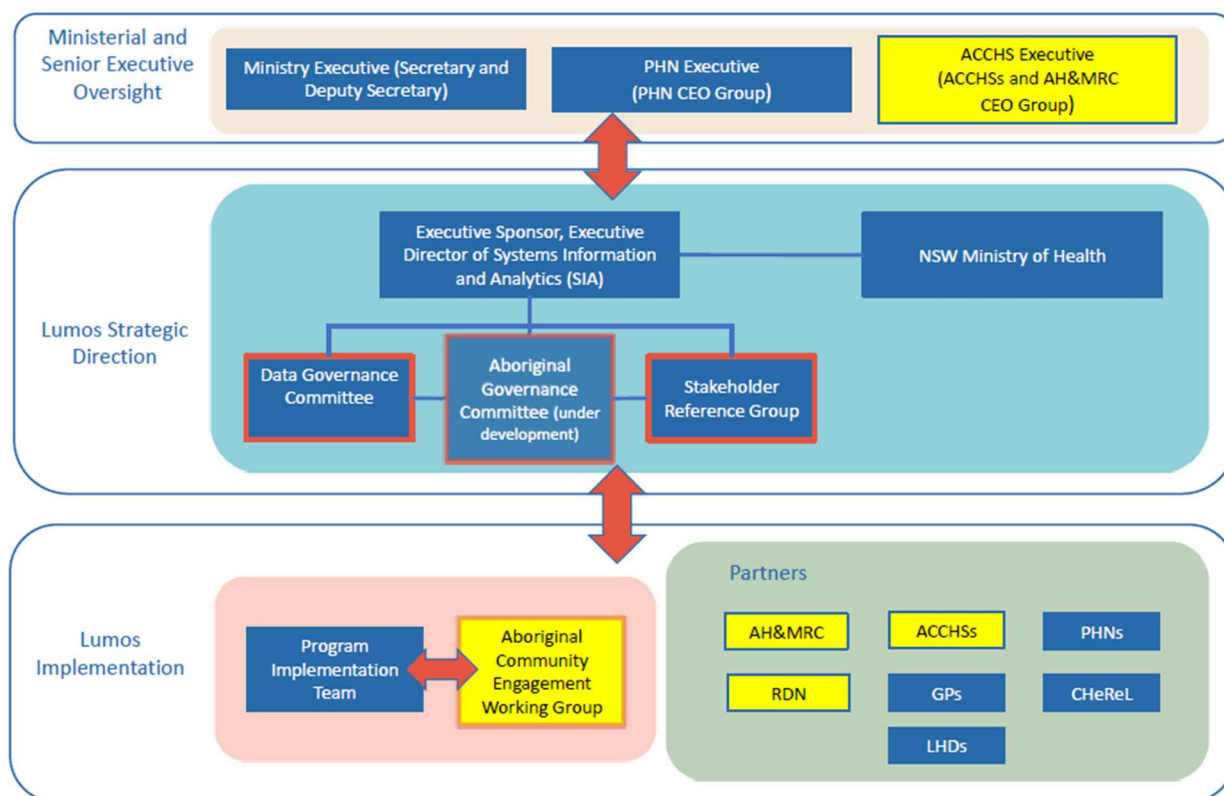 Ministerial and
Senior Executive
Oversight
Ministry Executive (Secretary and
Deputy Secretary)
PHN Executive
(PHN CEO Group)
ACCHS Executive
(ACCHSs and AH&MRC
CEO Group)
Lumos Strategic
Direction
Executive Sponsor, Executive
Director of Systems Information
and Analytics (SIA)
NSW Ministry of Health
Data Governance
Committee
Aboriginal
Governance
Committee (under
development)
Stakeholder
Reference Group
Lumos
Implementation
Program
Implementation
Team
Aboriginal
Community
Engagement
Working Group
Partners
AH&MRC
ACCHSs
PHNs
RDN
GPs
CHeReL
LHDs